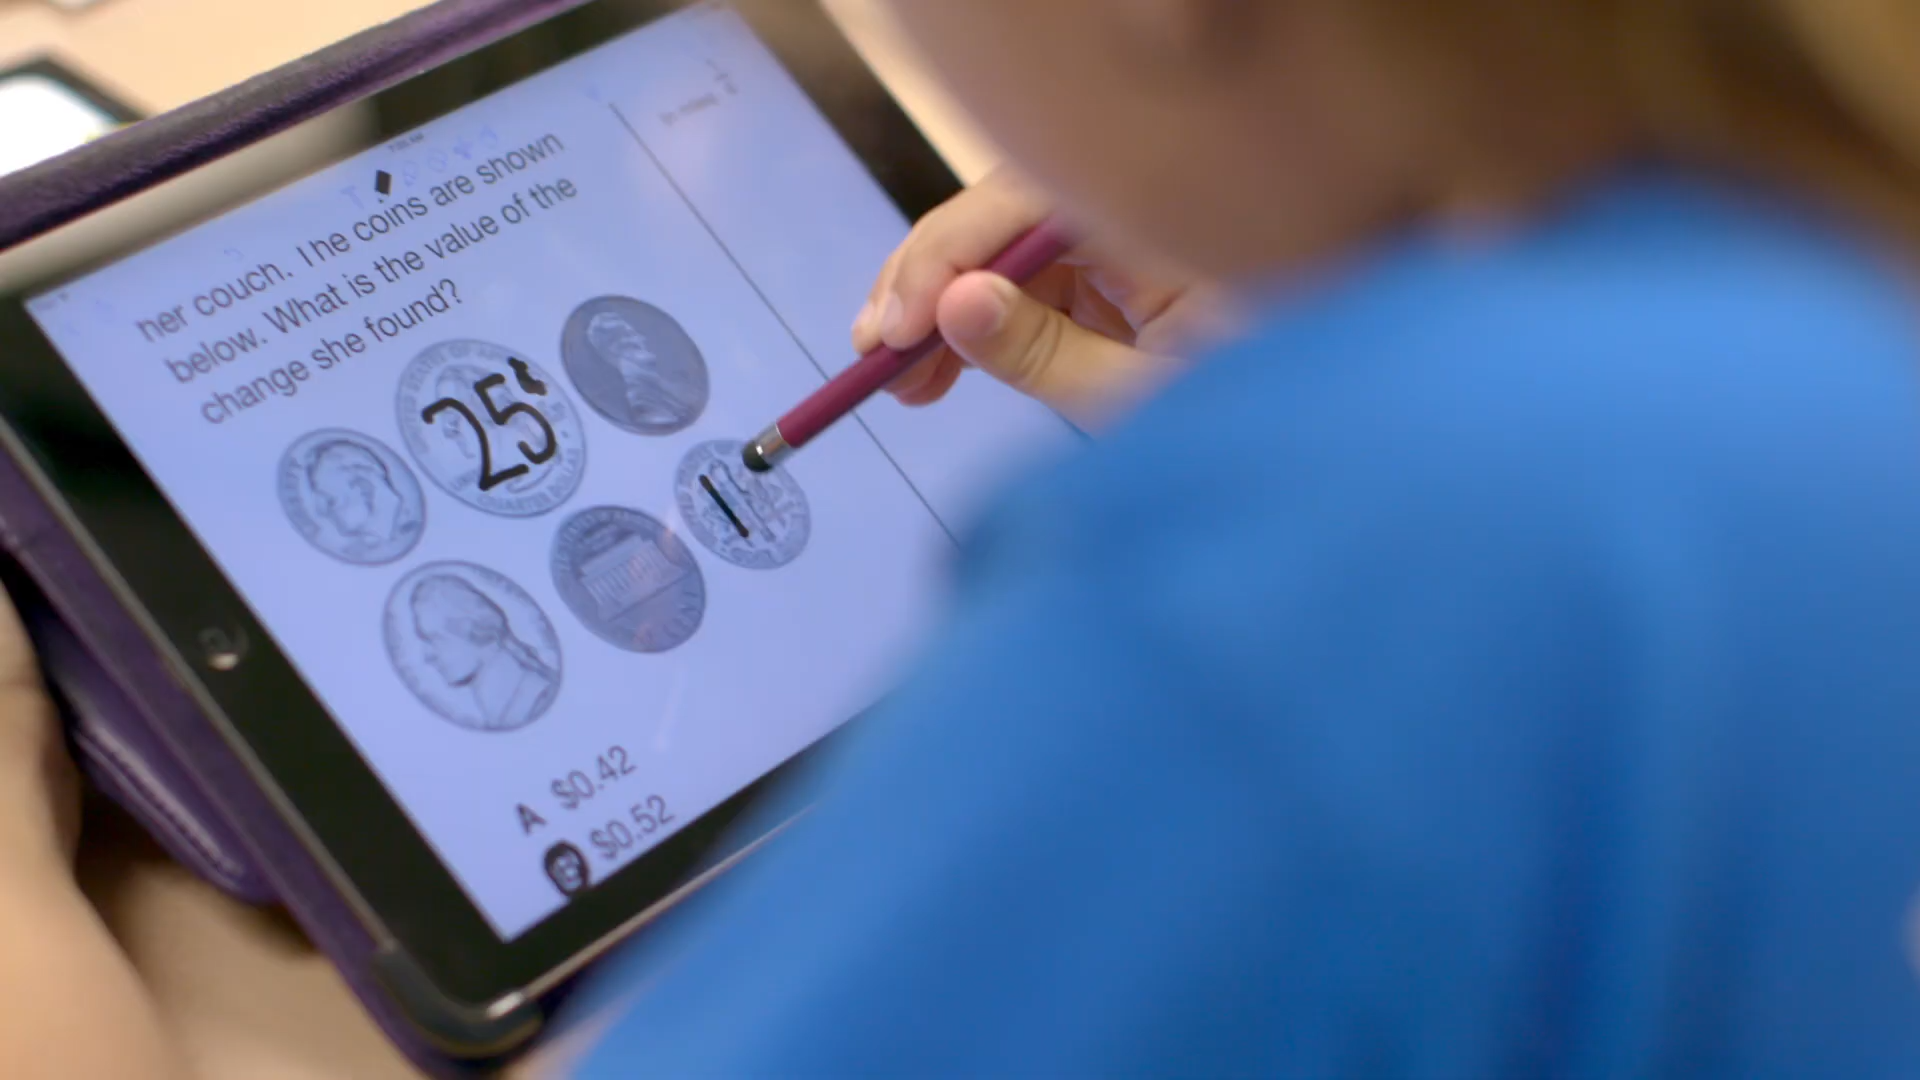 her couch. The coins are shown
below. What is the value of the
change she found?
25¢
1
A $0.42
$0.52